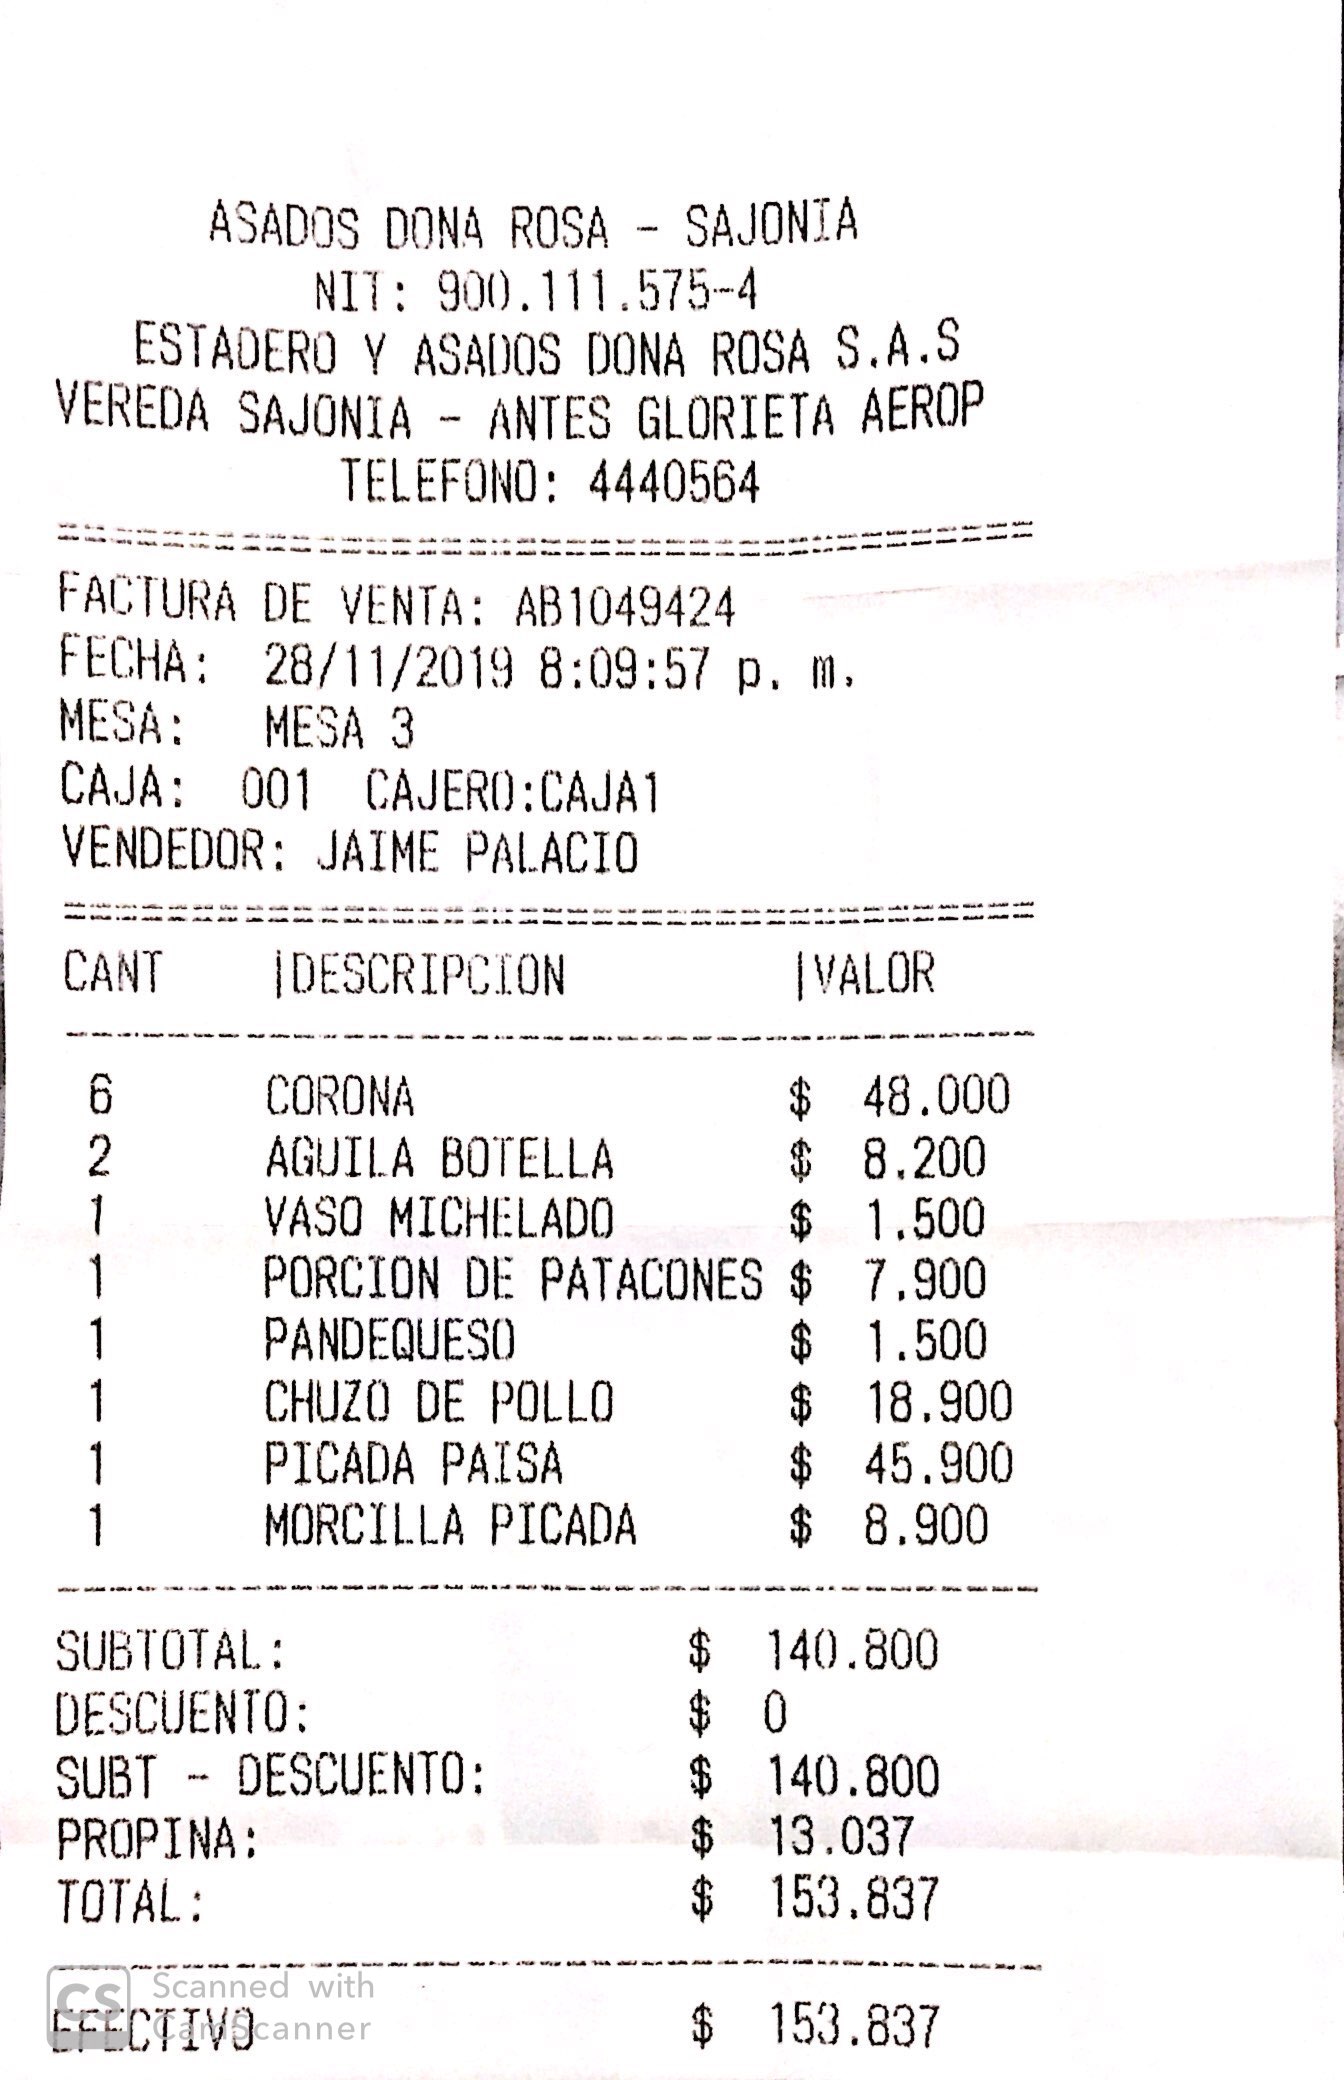 ASADOS DONA ROSA - SAJONIA
NIT: 900.111.575-4
ESTADERO Y ASADOS DONA ROSA S.A.S
VEREDA SAJONIA - ANTES GLORIETA AEROP
TELEFONO: 4440564
FACTURA DE VENTA: AB1049424
FECHA: 28/11/2019 8:09:57 p. m.
MESA: MESA 3
CAJA: 001 CAJERO:CAJA1
VENDEDOR: JAIME PALACIO
CANT |DESCRIPCION |VALOR
6 CORONA $ 48.000
2 AGUILA BOTELLA $ 8.200
1 VASO MICHELADO $ 1.500
1 PORCION DE PATACONES $ 7.900
1 PANDEQUESO $ 1.500
1 CHUZO DE POLLO $ 18.900
1 PICADA PAISA $ 45.900
1 MORCILLA PICADA $ 8.900
SUBTOTAL: $ 140.800
DESCUENTO: $ 0
SUBT - DESCUENTO: $ 140.800
PROPINA: $ 13.037
TOTAL: $ 153.837
EFECTIVO $ 153.837
CS Scanned with
CamScanner